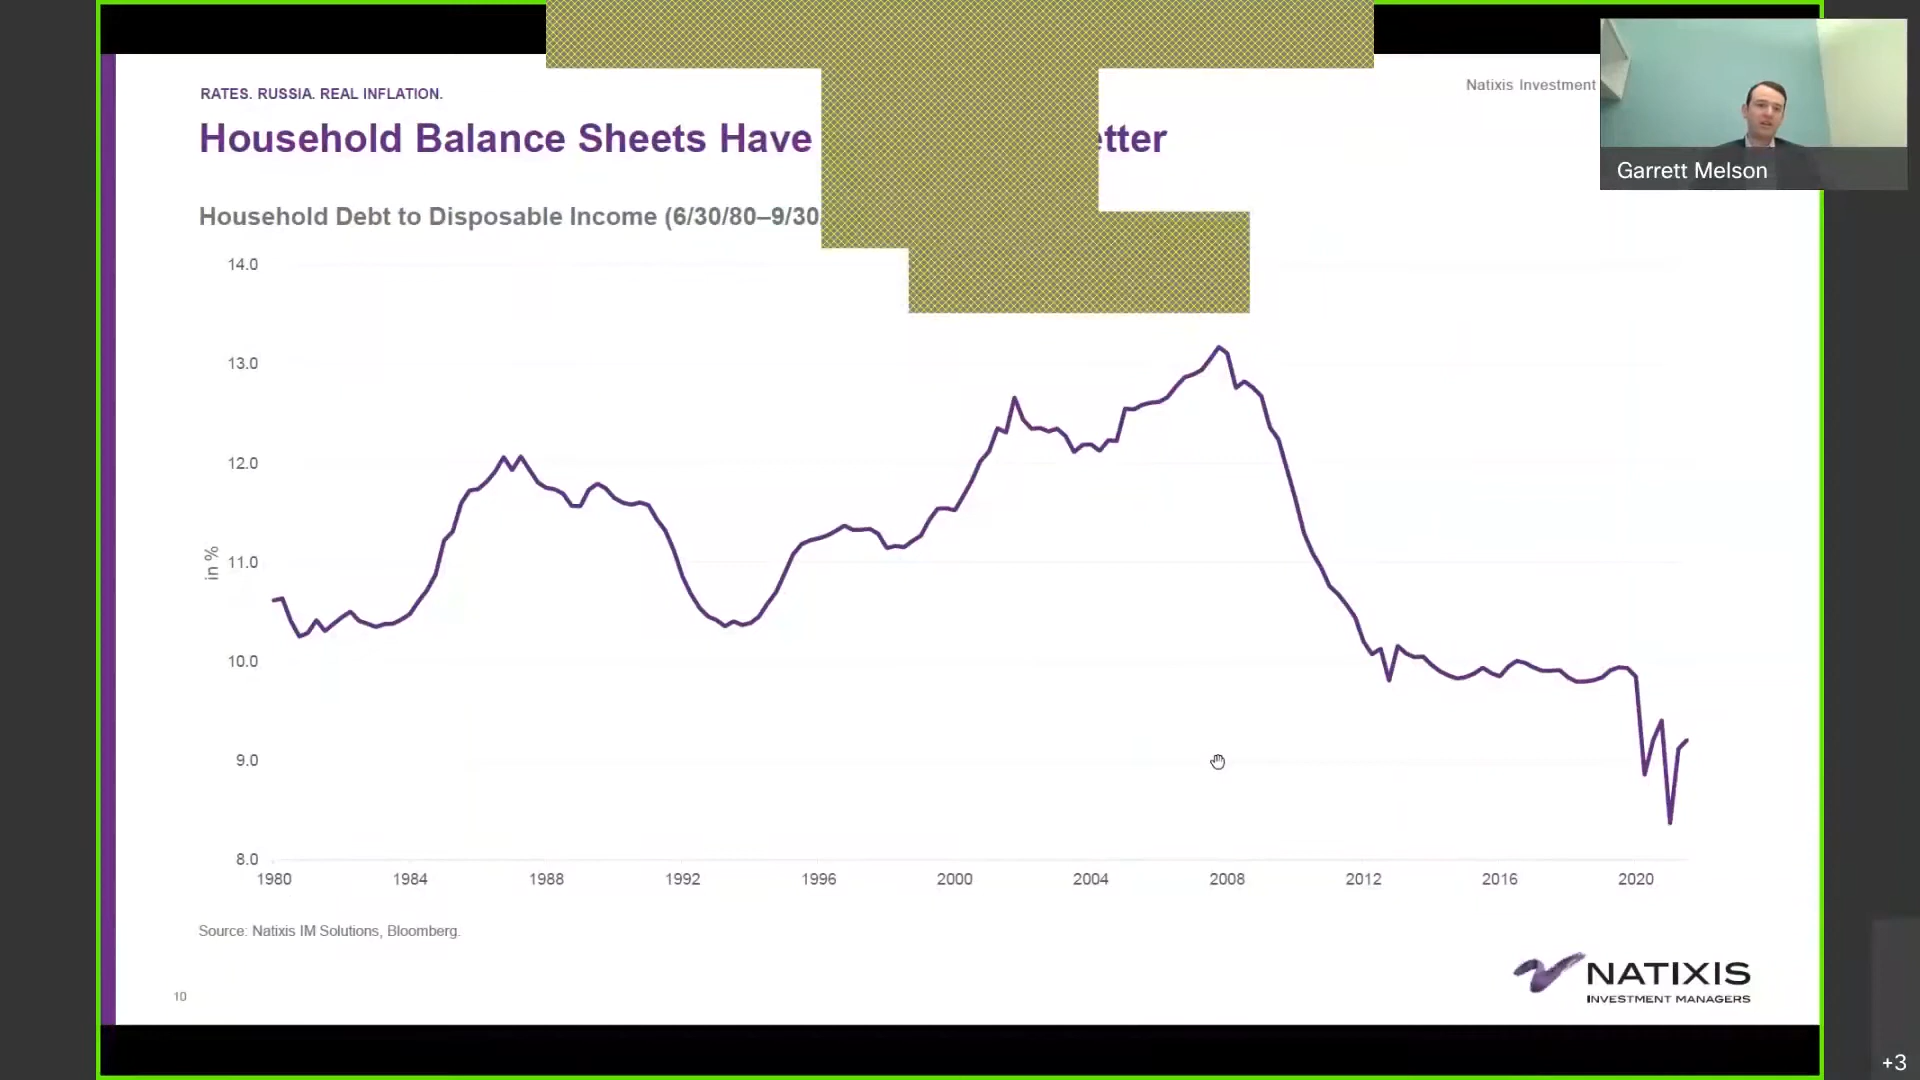 RATES. RUSSIA. REAL INFLATION.
Natixis Investment
Household Balance Sheets Have
Garrett Melson
Household Debt to Disposable Income (6/30/80–9/30
14.0
13.0
12.0
11.0
10.0
9.0
8.0
in %
1980 1984 1988 1992 1996 2000 2004 2008 2012 2016 2020
Source: Natixis IM Solutions, Bloomberg.
NATIXIS
INVESTMENT MANAGERS
10
+3